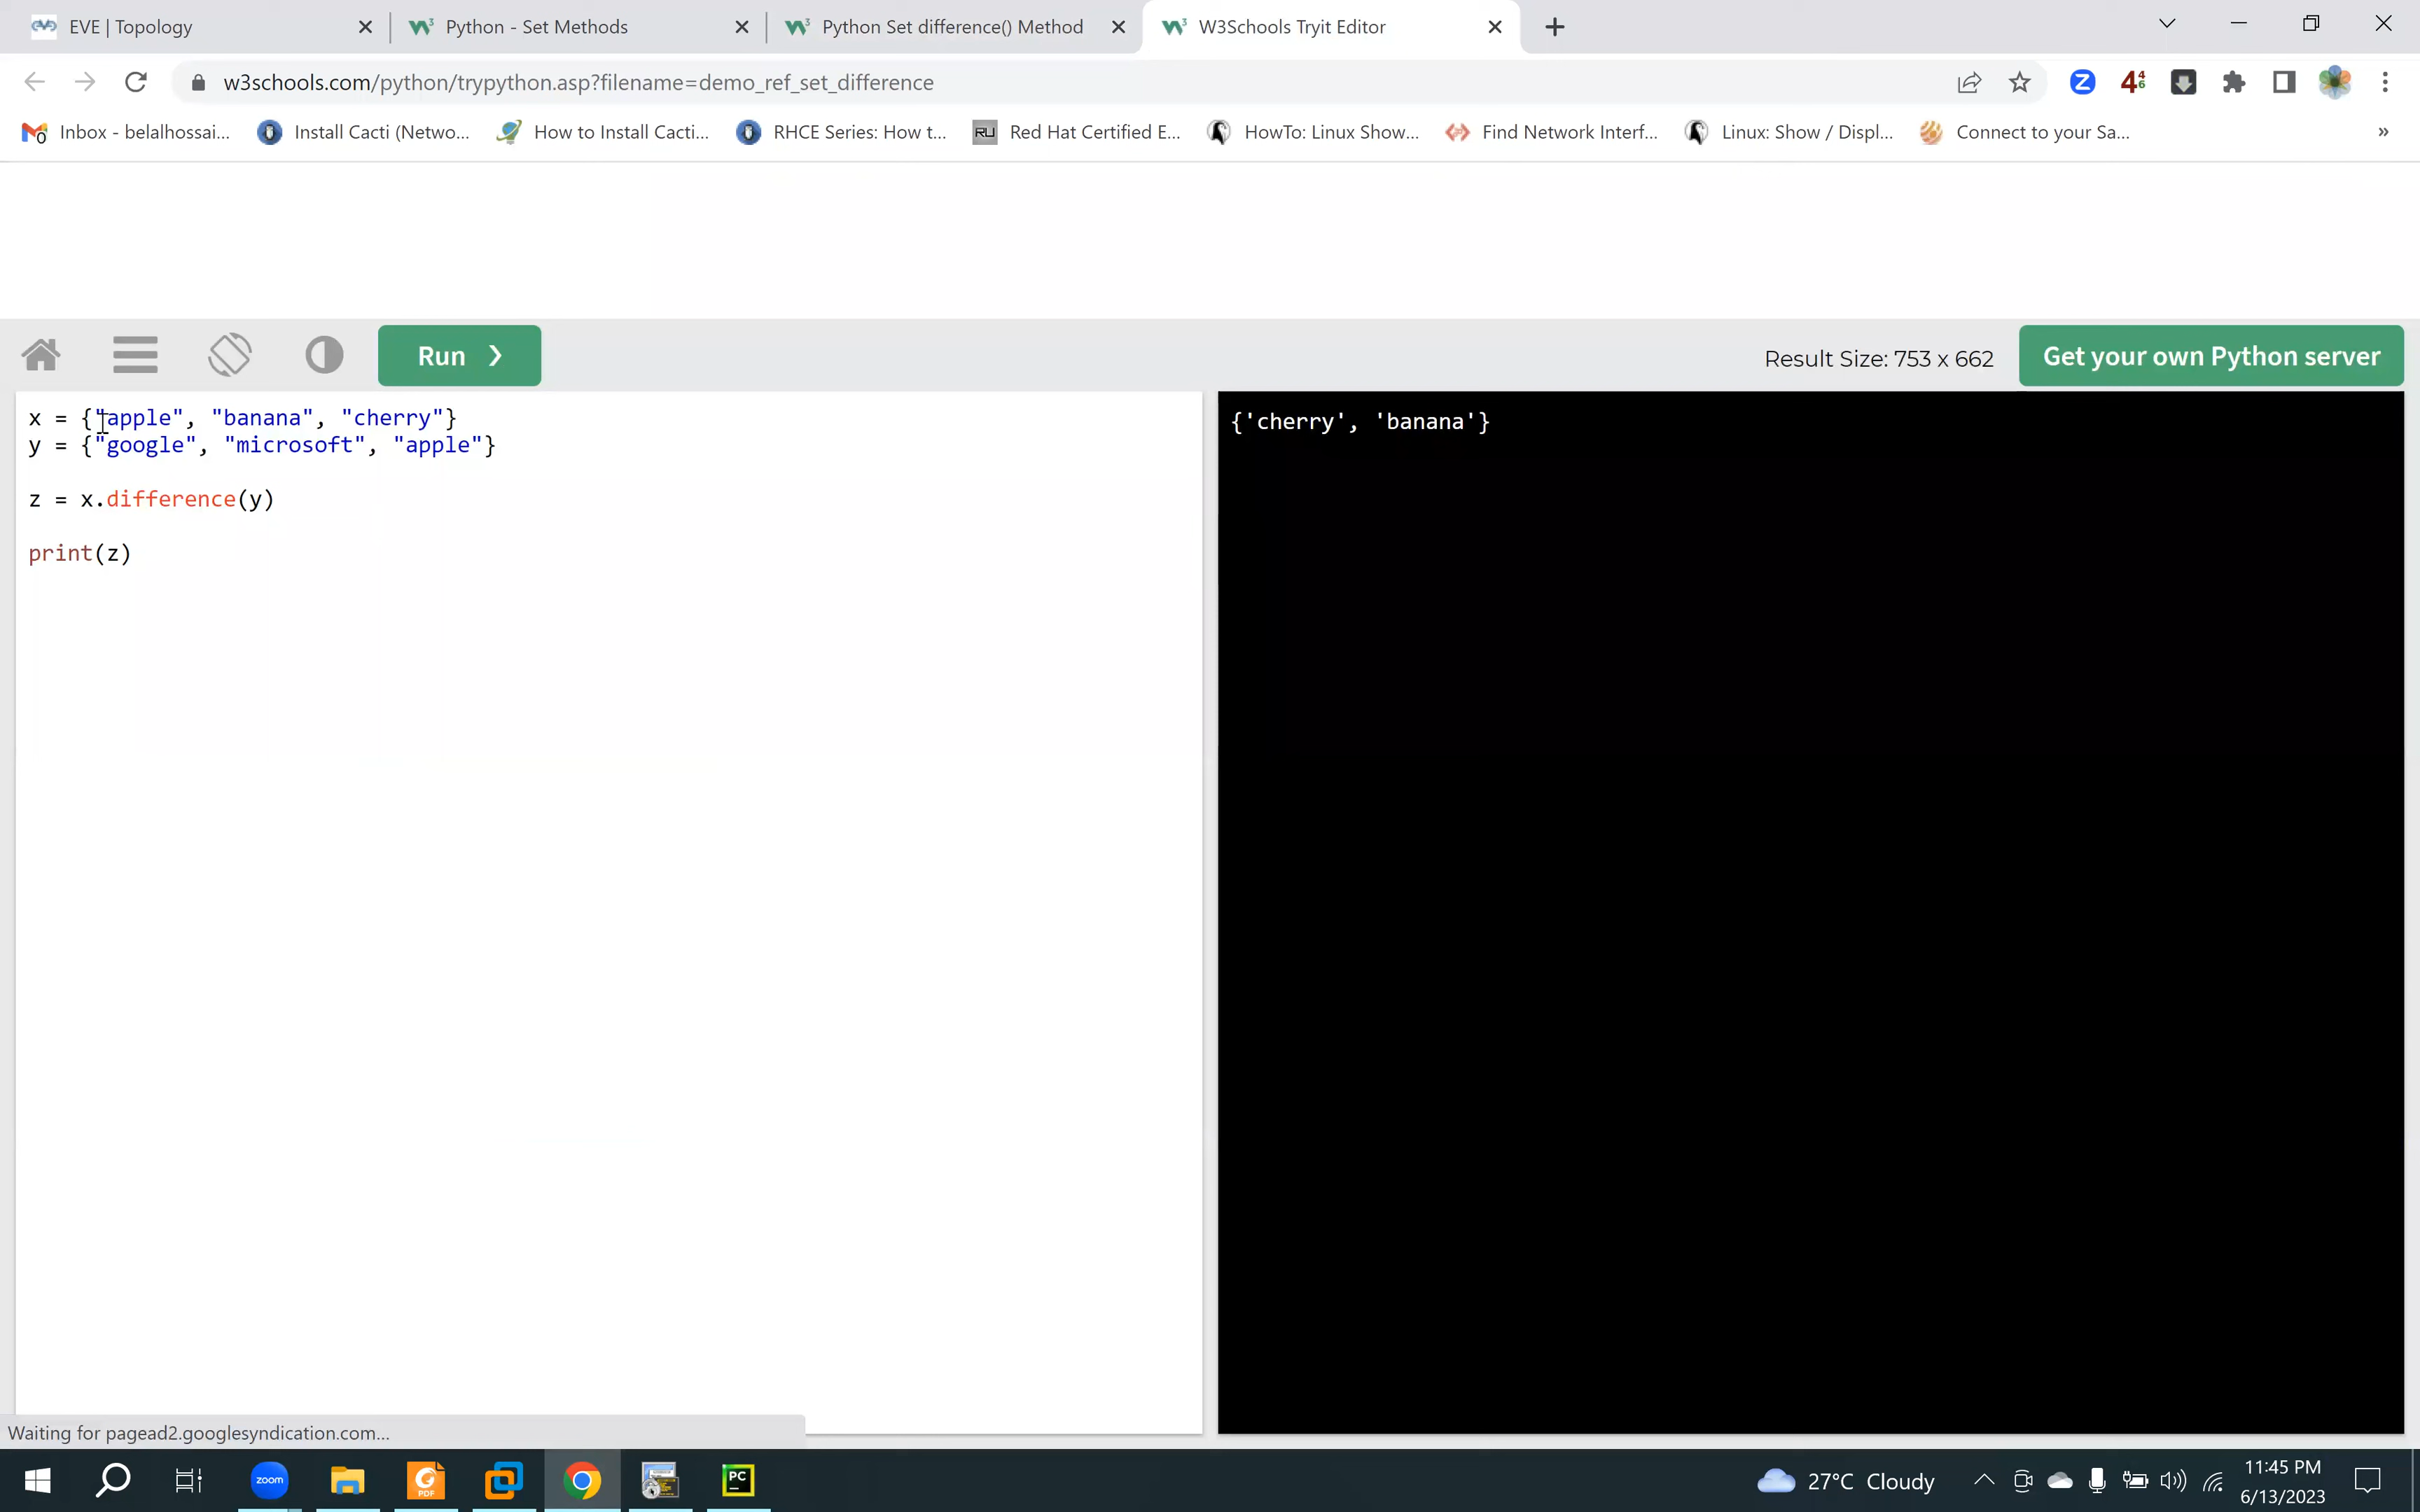 EVE | Topology
Python - Set Methods
Python Set difference() Method
W3Schools Tryit Editor
w3schools.com/python/trypython.asp?filename=demo_ref_set_difference
Inbox - belalhossai...
Install Cacti (Netwo...
How to Install Cacti...
RHCE Series: How t...
RU
Red Hat Certified E...
HowTo: Linux Show...
Find Network Interf...
Linux: Show / Displ...
Connect to your Sa...
»
Run ❯
Result Size: 753 x 662
Get your own Python server
x = {"apple", "banana", "cherry"}
y = {"google", "microsoft", "apple"}
z = x.difference(y)
print(z)
{'cherry', 'banana'}
Waiting for pagead2.googlesyndication.com...
zoom
PDF
PC
27°C Cloudy
11:45 PM
6/13/2023